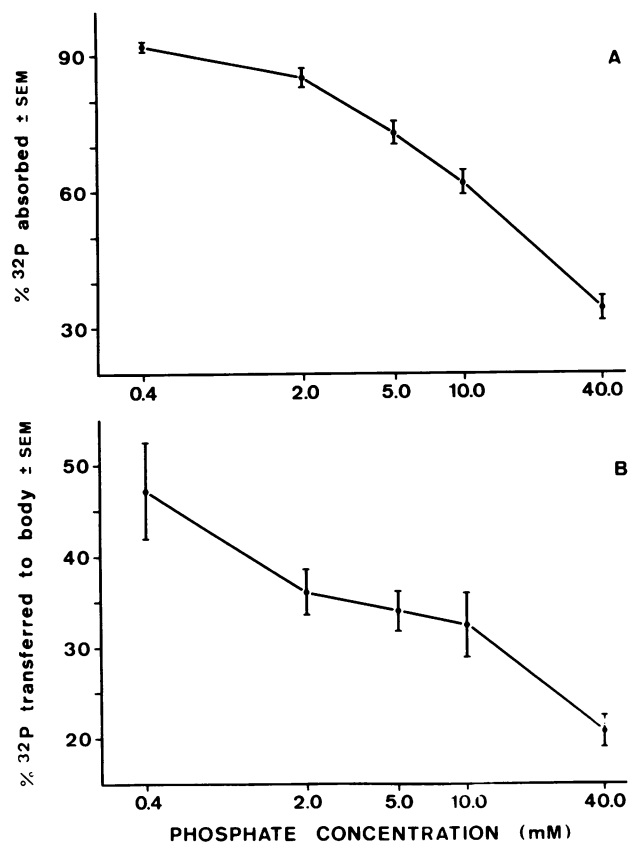 A
% 32P absorbed ± SEM
90
60
30
0.4 2.0 5.0 10.0 40.0
B
% 32P transferred to body ± SEM
50
40
30
20
0.4 2.0 5.0 10.0 40.0
PHOSPHATE CONCENTRATION (mM)